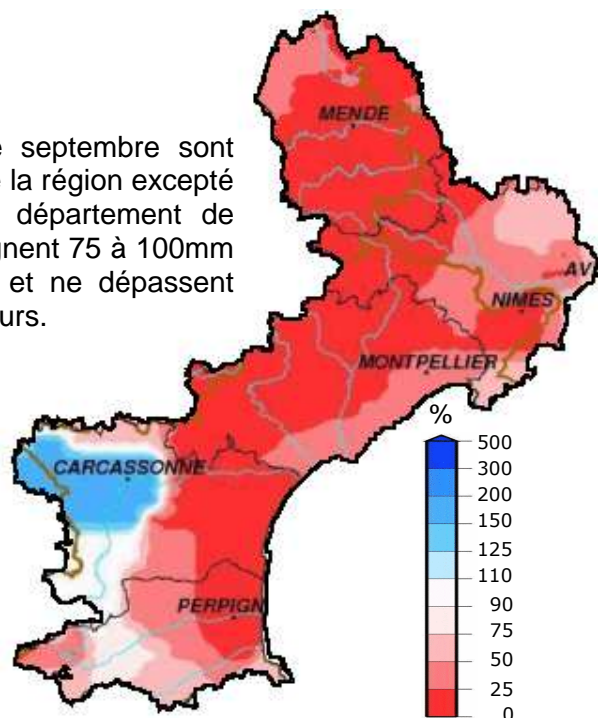 septembre sont
la région excepté
département de
gnent 75 à 100mm
et ne dépassent
urs.
MENDE
AV
NIMES
MONTPELLIER
CARCASSONNE
PERPIGN
%
500
300
200
150
125
110
90
75
50
25
0